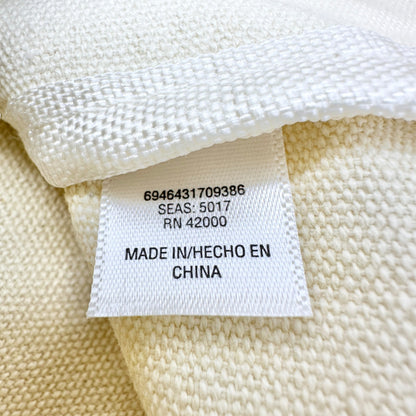 6946431709386
SEAS: 5017
RN 42000
MADE IN/HECHO EN
CHINA